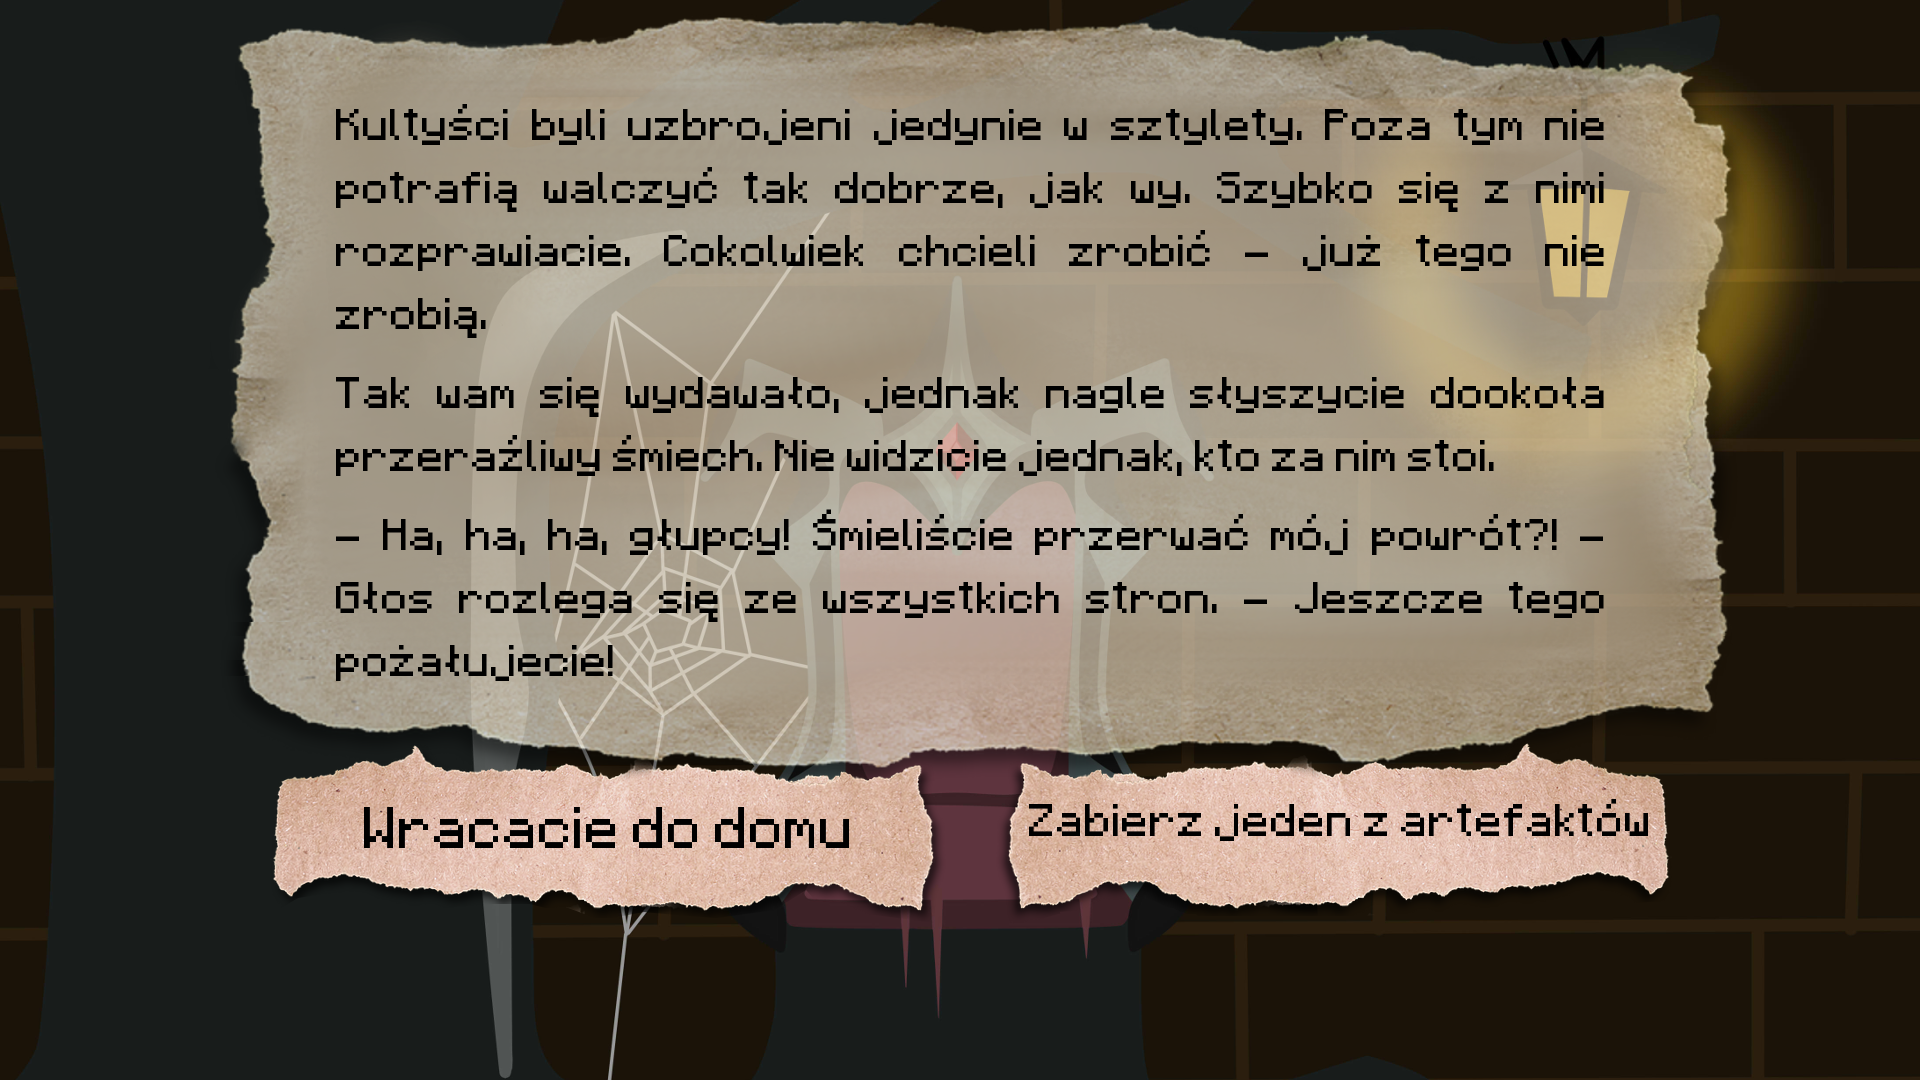 Kultyści byli uzbrojeni jedynie w sztylety. Poza tym nie
potrafią walczyć tak dobrze, jak wy. Szybko się z nimi
rozprawiacie. Cokolwiek chcieli zrobić – już tego nie
zrobią.
Tak wam się wydawało, jednak nagle słyszycie dookoła
przeraźliwy śmiech. Nie widzicie jednak, kto za nim stoi.
– Ha, ha, ha, głupcy! Śmieliście przerwać mój powrót?! –
Głos rozlega się ze wszystkich stron. – Jeszcze tego
pożałujecie!
Wracacie do domu
Zabierz jeden z artefaktów